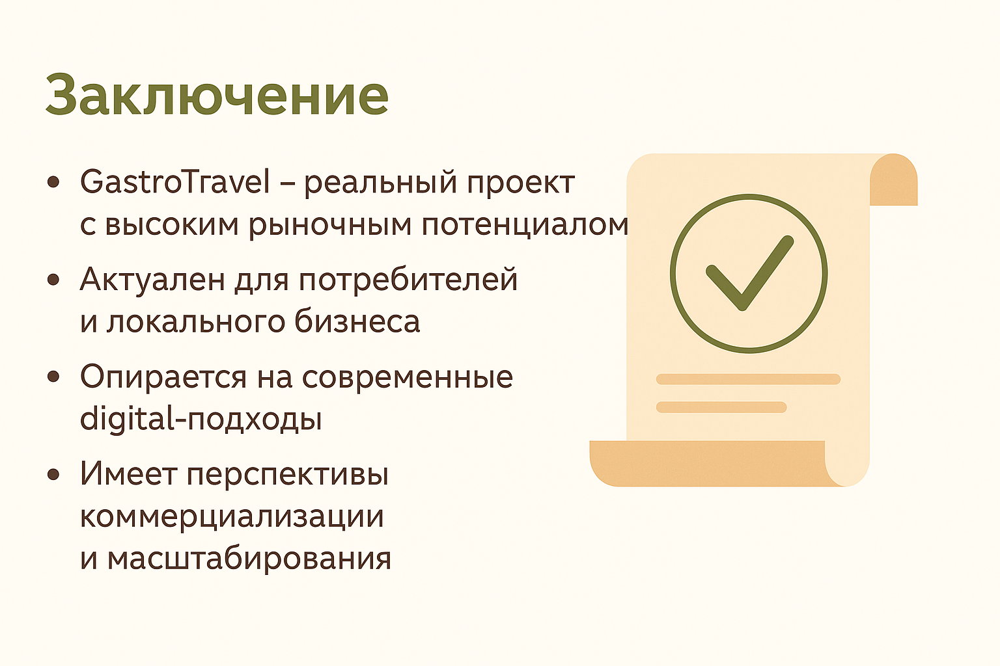 Заключение
• GastroTravel – реальный проект
с высоким рыночным потенциалом
• Актуален для потребителей
и локального бизнеса
• Опирается на современные
digital-подходы
• Имеет перспективы
коммерциализации
и масштабирования